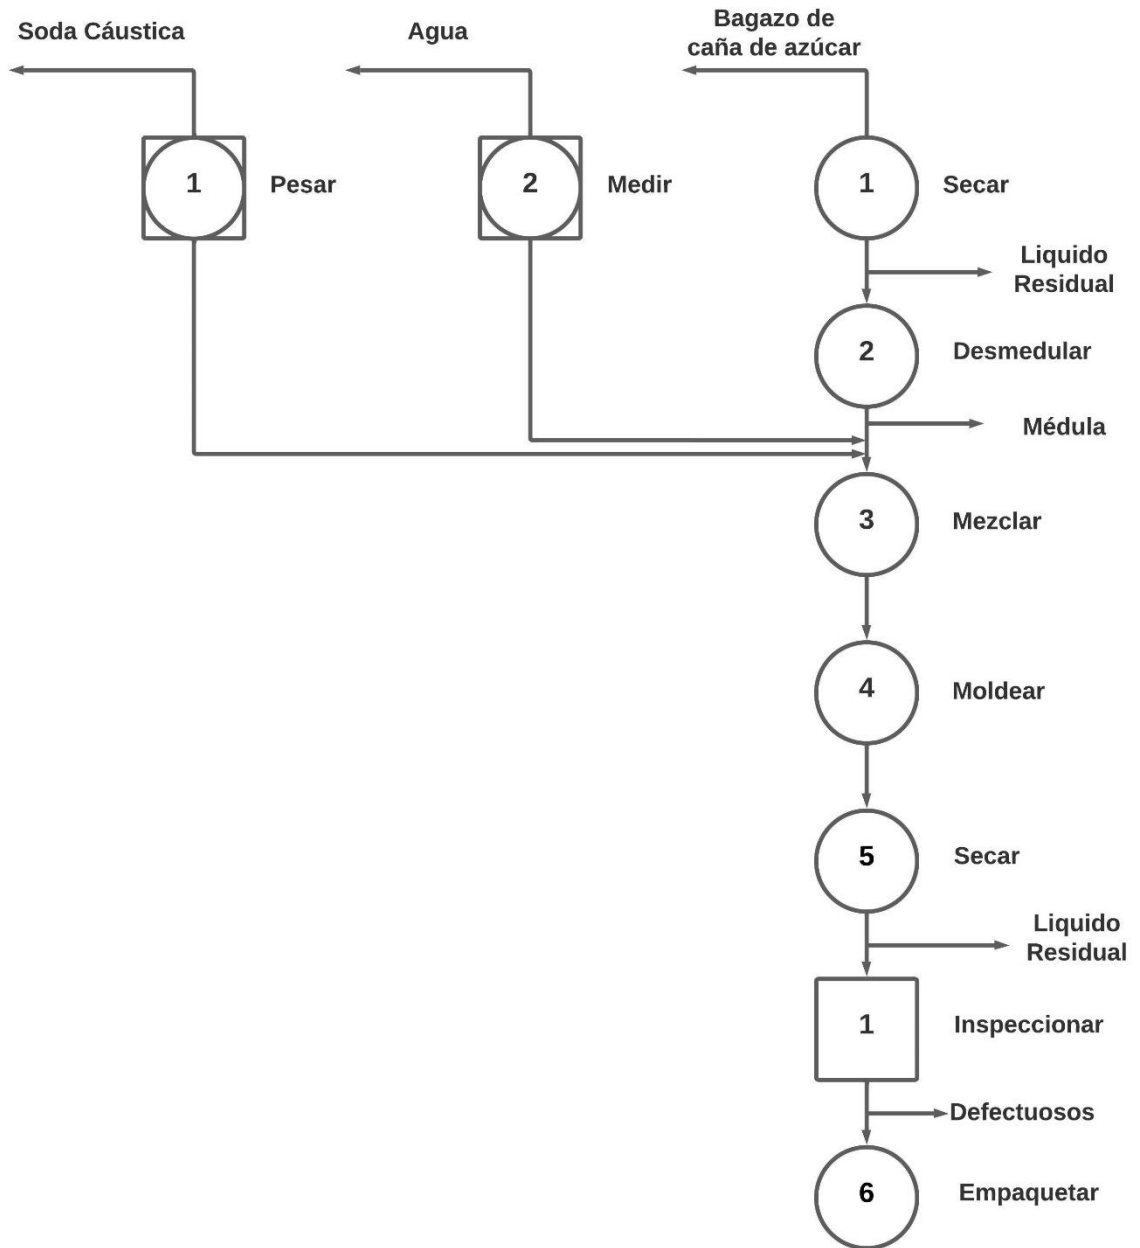 Soda Cáustica
Agua
Bagazo de
caña de azúcar
1
Pesar
2
Medir
1
Secar
Liquido
Residual
2
Desmedular
Médula
3
Mezclar
4
Moldear
5
Secar
Liquido
Residual
1
Inspeccionar
Defectuosos
6
Empaquetar